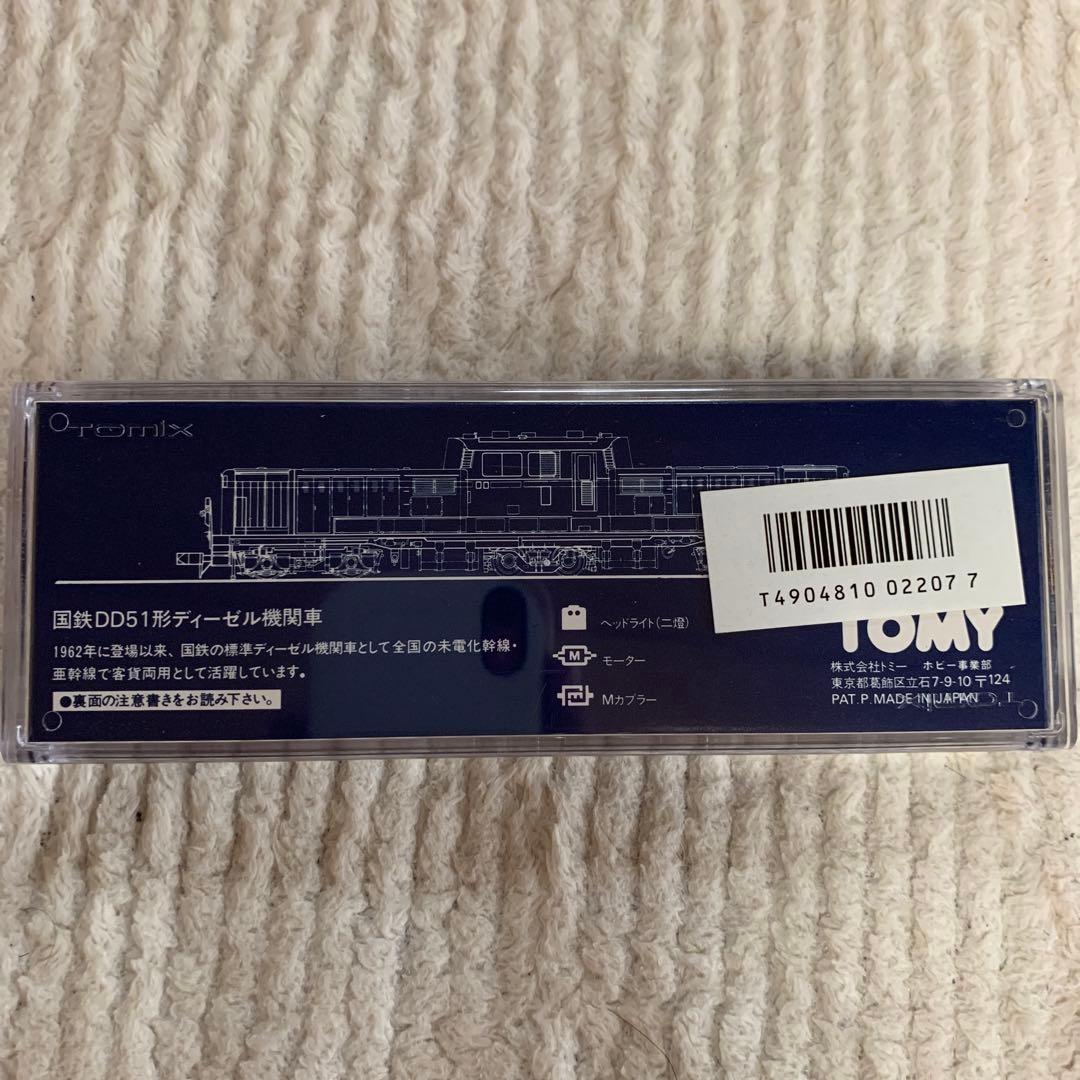 TOMIX
T4904810 02207 7
国鉄DD51形ディーゼル機関車
1962年に登場以来、国鉄の標準ディーゼル機関車として全国の未電化幹線・
亜幹線で客貨両用として活躍しています。
●裏面の注意書きをお読み下さい。
ヘッドライト(二燈)
M モーター
Mカプラー
TOMY
株式会社トミー ホビー事業部
東京都葛飾区立石7-9-10 〒124
PAT.P. MADE IN JAPAN